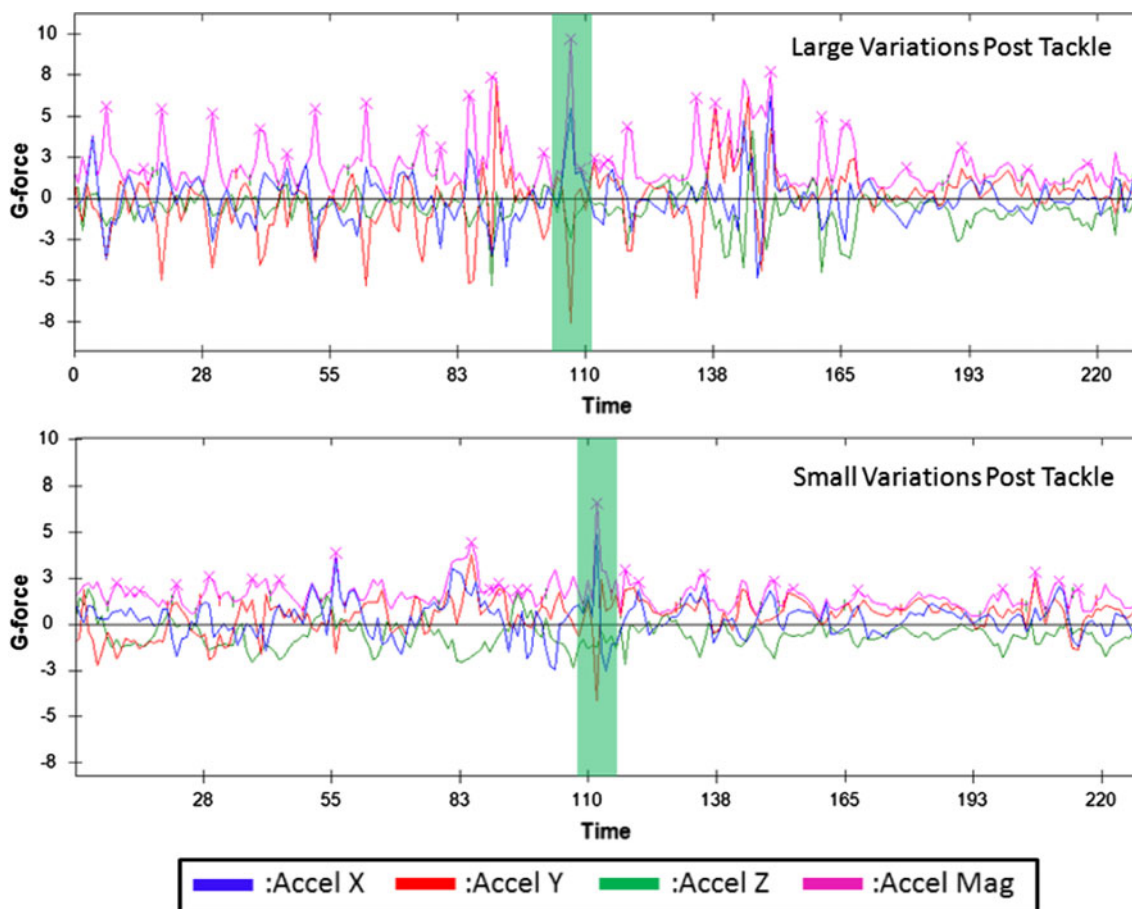 Large Variations Post Tackle
G-force
10
8
5
3
0
-3
-5
-8
0 28 55 83 110 138 165 193 220
Time
Small Variations Post Tackle
G-force
10
8
5
3
0
-3
-5
-8
28 55 83 110 138 165 193 220
Time
:Accel X :Accel Y :Accel Z :Accel Mag